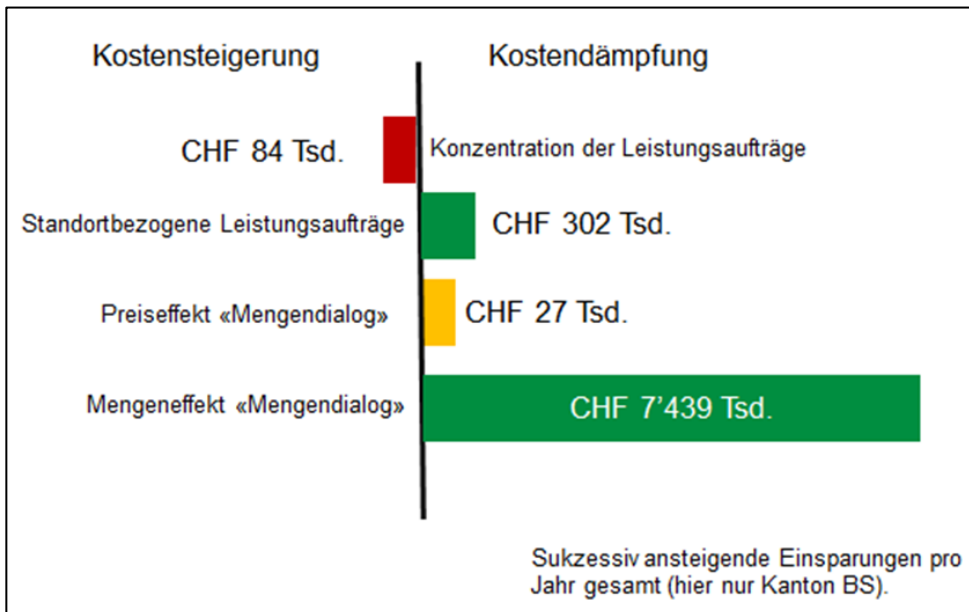 Kostensteigerung
Kostendämpfung
CHF 84 Tsd.
Konzentration der Leistungsaufträge
Standortbezogene Leistungsaufträge
CHF 302 Tsd.
Preiseffekt «Mengendialog»
CHF 27 Tsd.
Mengeneffekt «Mengendialog»
CHF 7’439 Tsd.
Sukzessiv ansteigende Einsparungen pro
Jahr gesamt (hier nur Kanton BS).